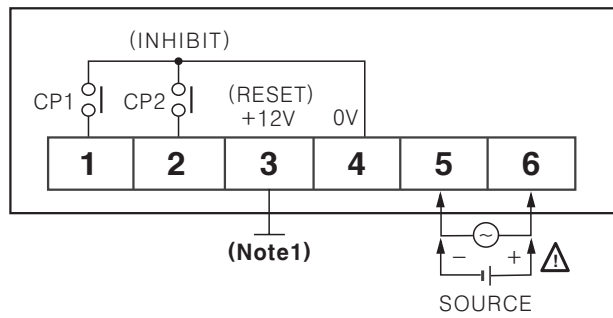 (INHIBIT)
CP1 CP2 (RESET)
+12V 0V
1 2 3 4 5 6
(Note1)
− +
SOURCE